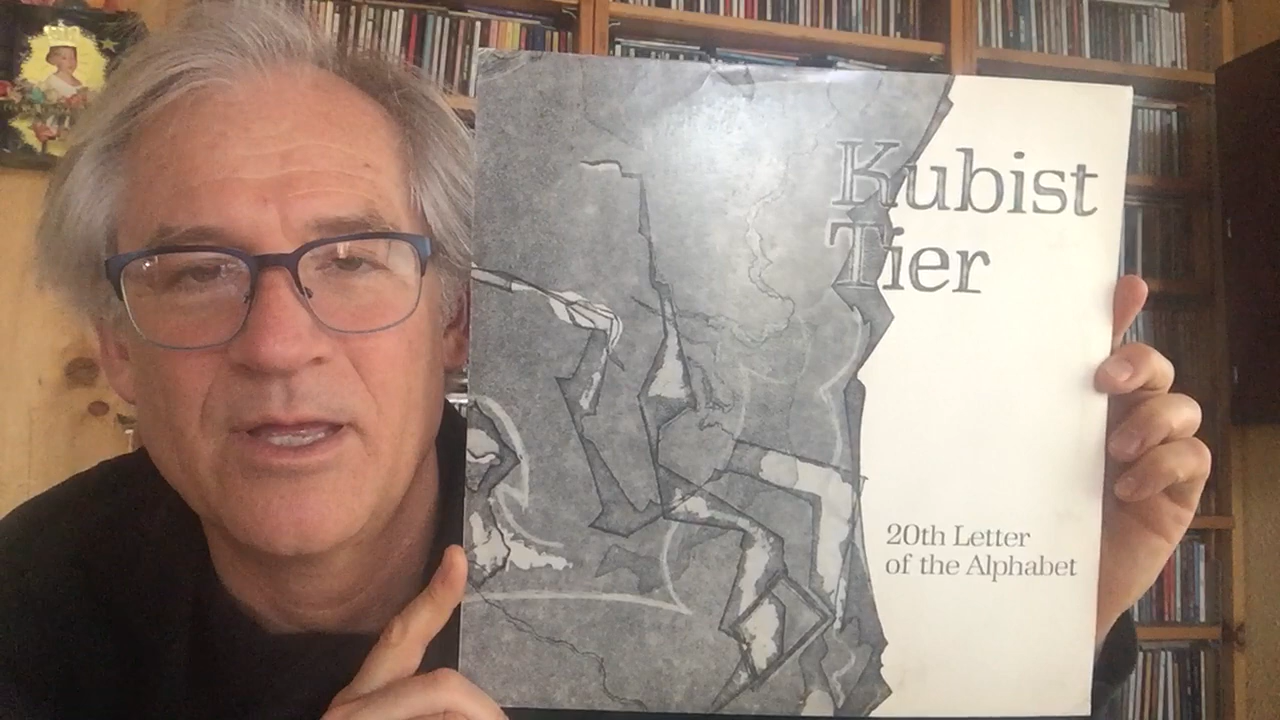 Kubist
Tier
20th Letter
of the Alphabet